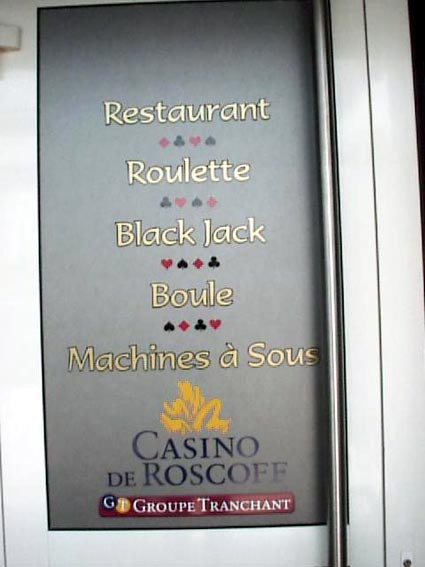 Restaurant
Roulette
Black Jack
Boule
Machines à Sous
CASINO
DE ROSCOFF
GT GROUPE TRANCHANT